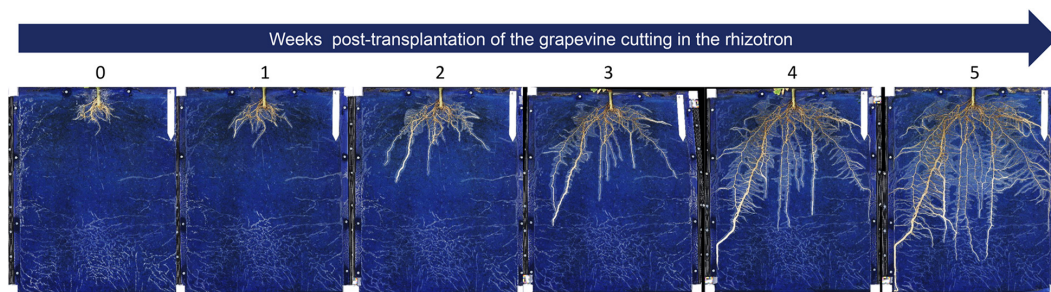 Weeks post-transplantation of the grapevine cutting in the rhizotron
0 1 2 3 4 5